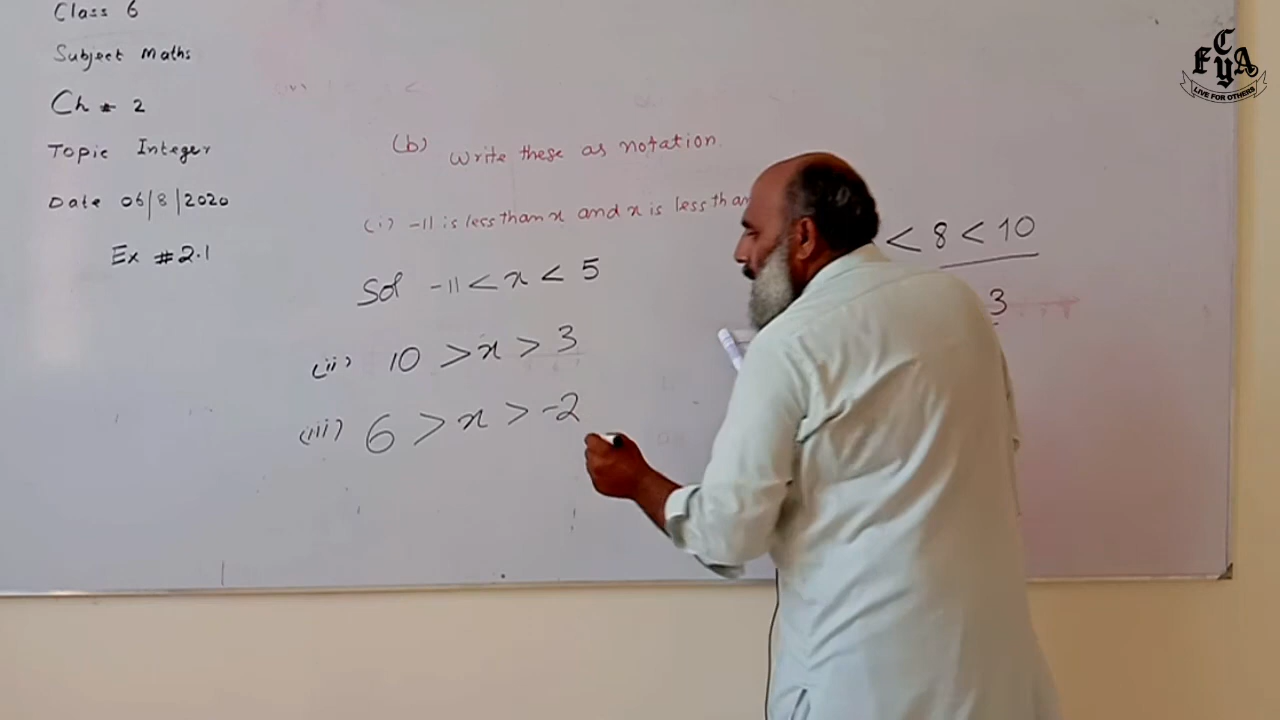 Class 6
Subject Maths
Ch # 2
Topic Integer
Date 06/8/2020
Ex # 2.1
(b) Write these as notation
(i) -11 is less than x and x is less than
Sol -11 < x < 5
(ii) 10 > x > 3
(iii) 6 > x > -2
< 8 < 10
3
ECYA
LIVE FOR OTHERS